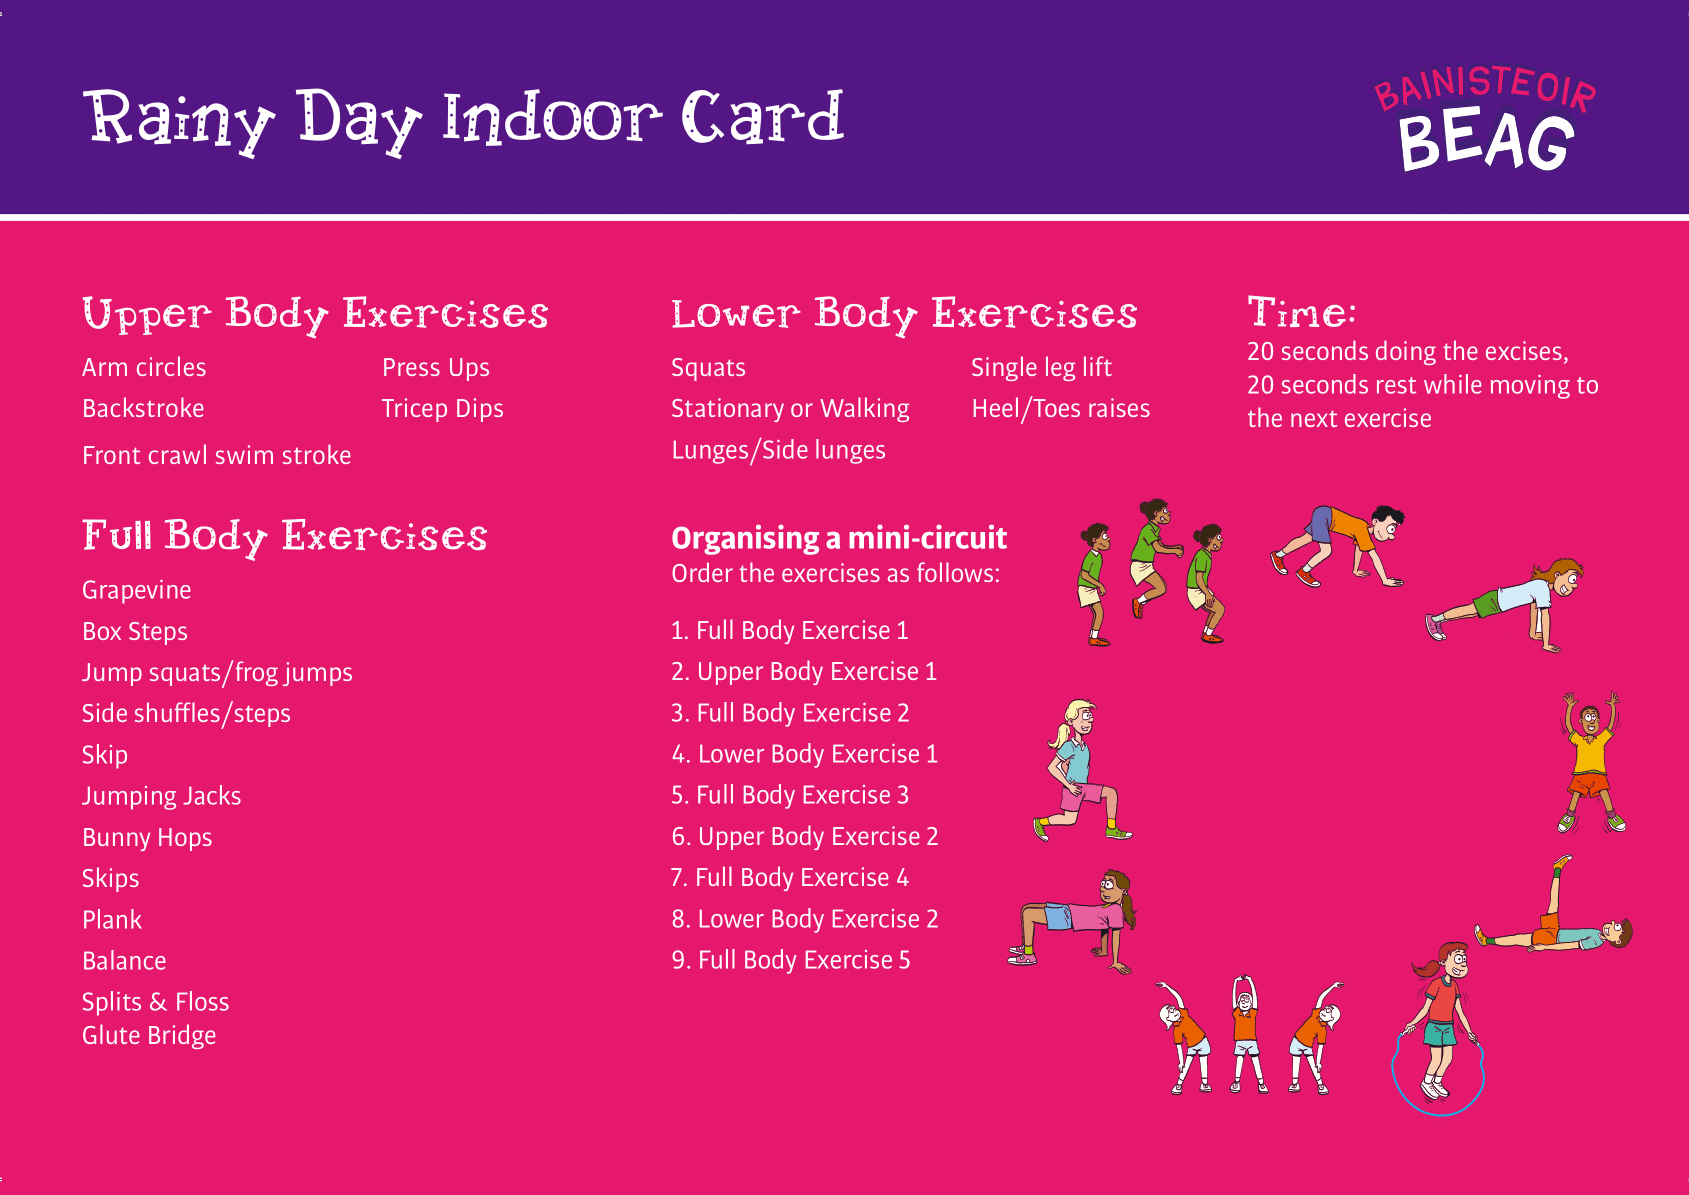 Rainy Day Indoor Card
BAINISTEOIR
BEAG
Upper Body Exercises
Arm circles
Backstroke
Front crawl swim stroke
Press Ups
Tricep Dips
Lower Body Exercises
Squats
Stationary or Walking
Lunges/Side lunges
Single leg lift
Heel/Toes raises
Time:
20 seconds doing the excises,
20 seconds rest while moving to
the next exercise
Full Body Exercises
Grapevine
Box Steps
Jump squats/frog jumps
Side shuffles/steps
Skip
Jumping Jacks
Bunny Hops
Skips
Plank
Balance
Splits & Floss
Glute Bridge
Organising a mini-circuit
Order the exercises as follows:
1. Full Body Exercise 1
2. Upper Body Exercise 1
3. Full Body Exercise 2
4. Lower Body Exercise 1
5. Full Body Exercise 3
6. Upper Body Exercise 2
7. Full Body Exercise 4
8. Lower Body Exercise 2
9. Full Body Exercise 5